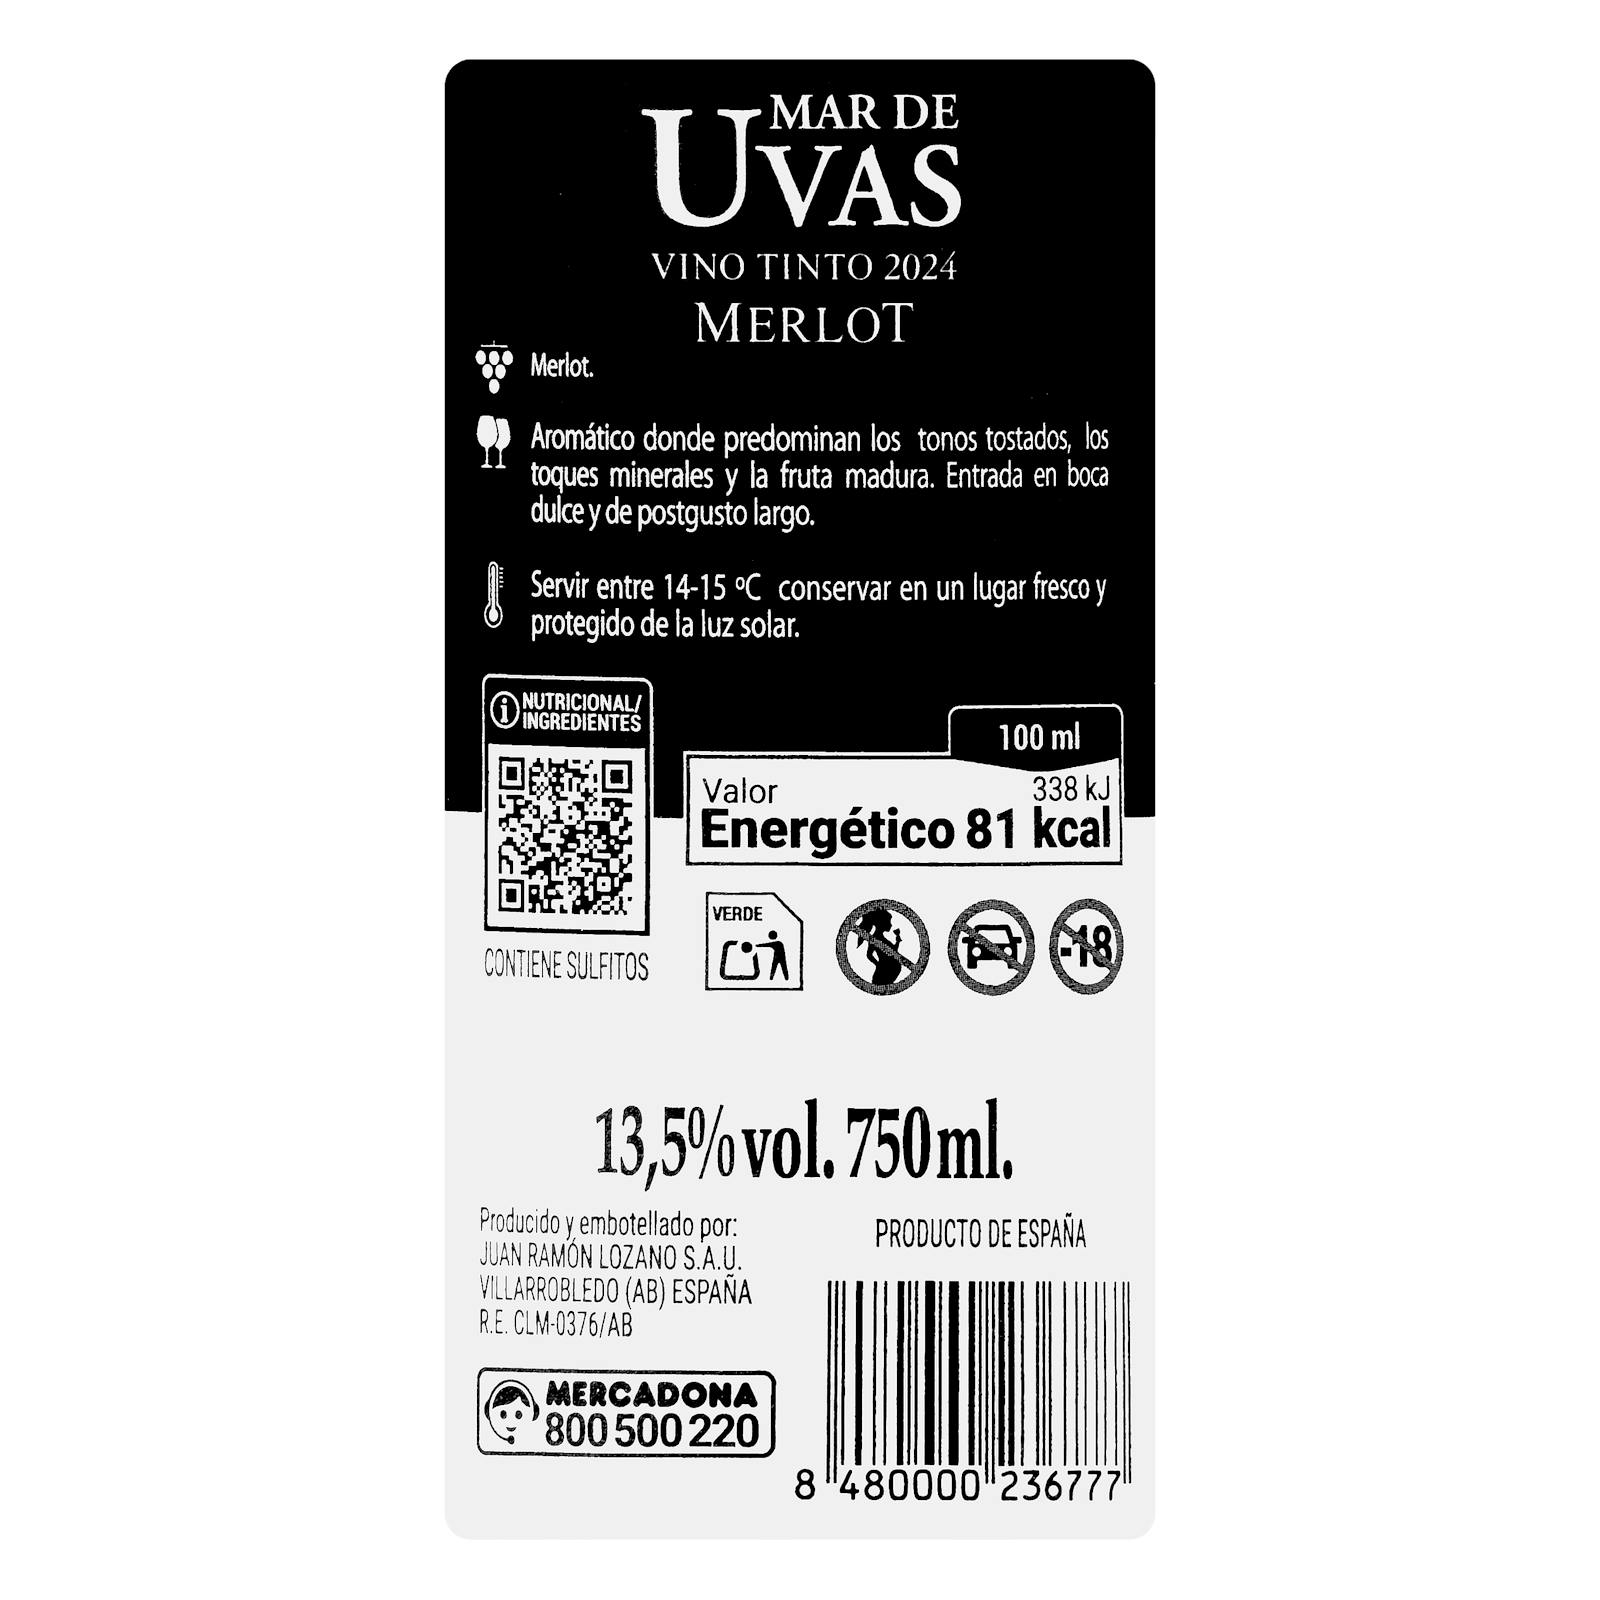 MAR DE
UVAS
VINO TINTO 2024
MERLOT
Merlot.
Aromático donde predominan los tonos tostados, los
toques minerales y la fruta madura. Entrada en boca
dulce y de postgusto largo.
Servir entre 14-15 ºC conservar en un lugar fresco y
protegido de la luz solar.
NUTRICIONAL/
INGREDIENTES
CONTIENE SULFITOS
100 ml
Valor 338 kJ
Energético 81 kcal
VERDE
-18
13,5% vol. 750 ml.
Producido y embotellado por:
JUAN RAMÓN LOZANO S.A.U.
VILLARROBLEDO (AB) ESPAÑA
R.E. CLM-0376/AB
PRODUCTO DE ESPAÑA
MERCADONA
800 500 220
8 480000 236777